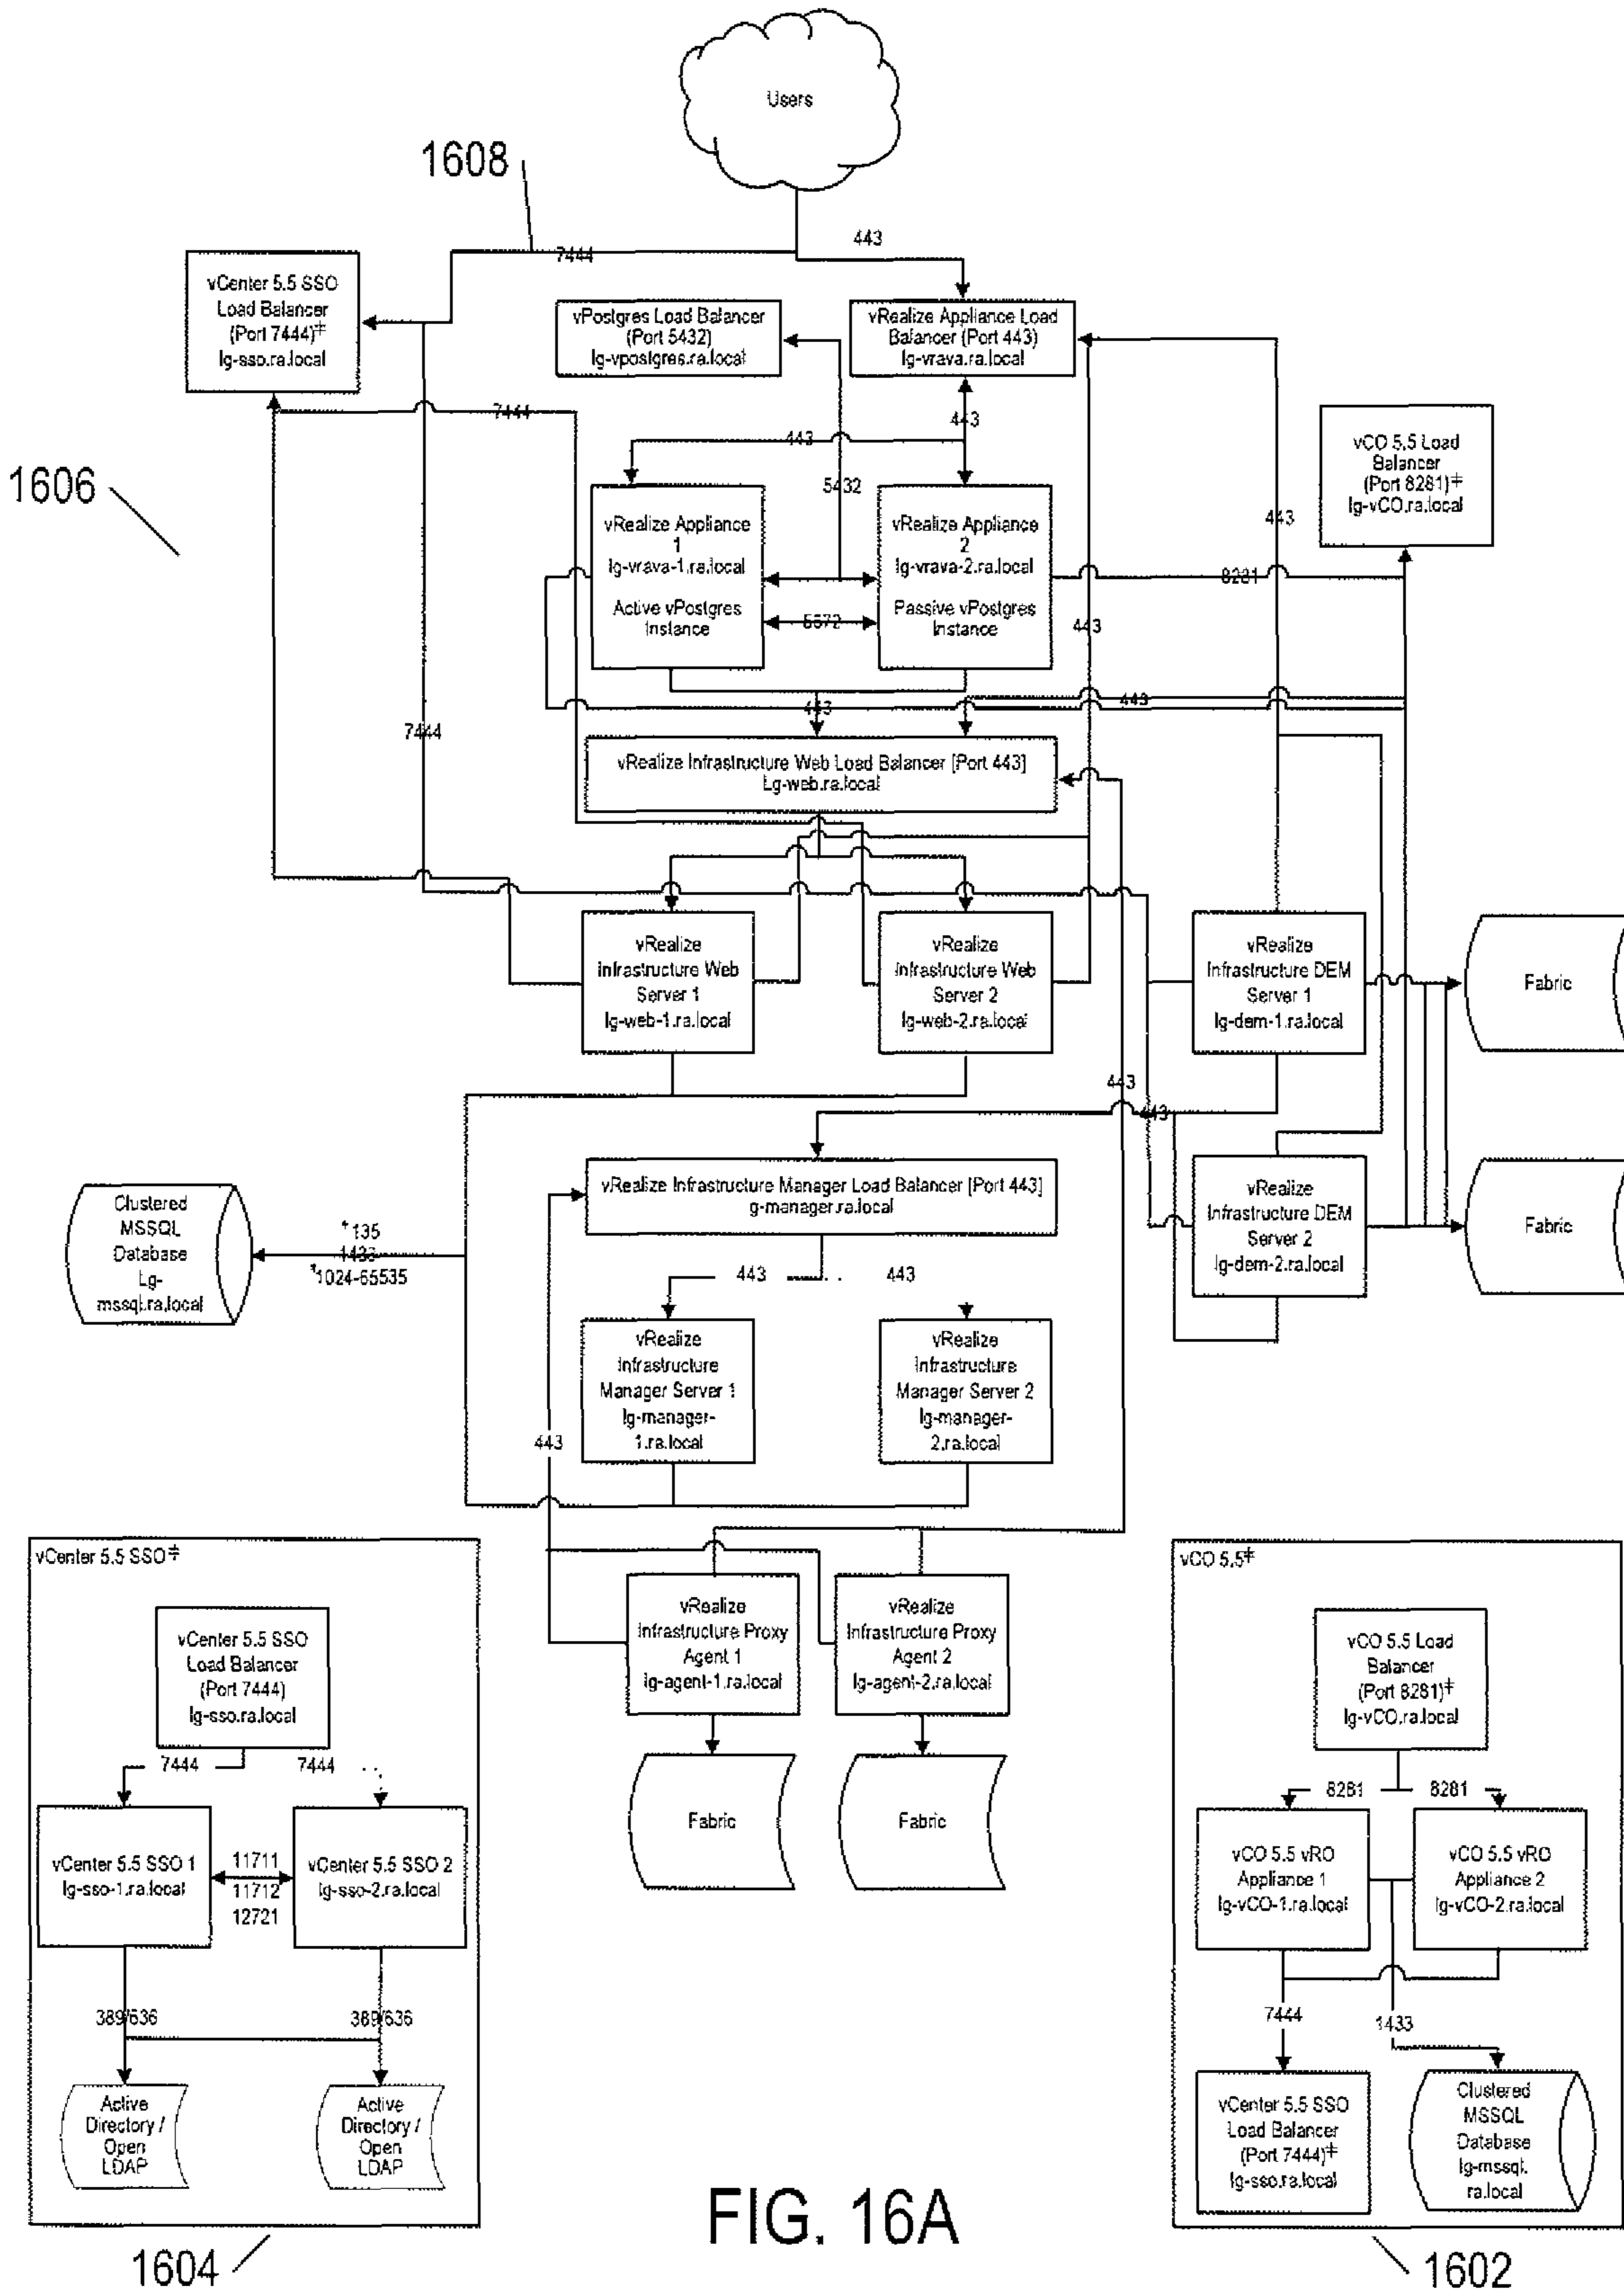 Users
1608
443
7444
vCenter 5.5 SSO
Load Balancer
(Port 7444)ǂ
lg-sso.ra.local
vPostgres Load Balancer
(Port 5432)
lg-vpostgres.ra.local
vRealize Appliance Load
Balancer (Port 443)
lg-vrava.ra.local
7444
443
443
vCO 5.5 Load
Balancer
(Port 8281)ǂ
lg-vCO.ra.local
1606
5432
443
vRealize Appliance
1
lg-vrava-1.ra.local
Active vPostgres
Instance
vRealize Appliance
2
lg-vrava-2.ra.local
Passive vPostgres
Instance
8281
5672
443
443
443
7444
vRealize Infrastructure Web Load Balancer [Port 443]
Lg-web.ra.local
vRealize
Infrastructure Web
Server 1
lg-web-1.ra.local
vRealize
Infrastructure Web
Server 2
lg-web-2.ra.local
vRealize
Infrastructure DEM
Server 1
lg-dem-1.ra.local
Fabric
443
443
vRealize Infrastructure Manager Load Balancer [Port 443]
g-manager.ra.local
vRealize
Infrastructure DEM
Server 2
lg-dem-2.ra.local
Fabric
Clustered
MSSQL
Database
Lg-
mssql.ra.local
*135
1433
*1024-65535
443
443
vRealize
Infrastructure
Manager Server 1
lg-manager-
1.ra.local
vRealize
Infrastructure
Manager Server 2
lg-manager-
2.ra.local
443
vCenter 5.5 SSOǂ
vCenter 5.5 SSO
Load Balancer
(Port 7444)
lg-sso.ra.local
7444
7444
vCenter 5.5 SSO 1
lg-sso-1.ra.local
11711
11712
12721
vCenter 5.5 SSO 2
lg-sso-2.ra.local
389/636
389/636
Active
Directory /
Open
LDAP
Active
Directory /
Open
LDAP
1604
vRealize
Infrastructure Proxy
Agent 1
lg-agent-1.ra.local
vRealize
Infrastructure Proxy
Agent 2
lg-agent-2.ra.local
Fabric
Fabric
vCO 5.5ǂ
vCO 5.5 Load
Balancer
(Port 8281)ǂ
lg-vCO.ra.local
8281
8281
vCO 5.5 vRO
Appliance 1
lg-vCO-1.ra.local
vCO 5.5 vRO
Appliance 2
lg-vCO-2.ra.local
7444
1433
vCenter 5.5 SSO
Load Balancer
(Port 7444)ǂ
lg-sso.ra.local
Clustered
MSSQL
Database
lg-mssql.
ra.local
1602
FIG. 16A